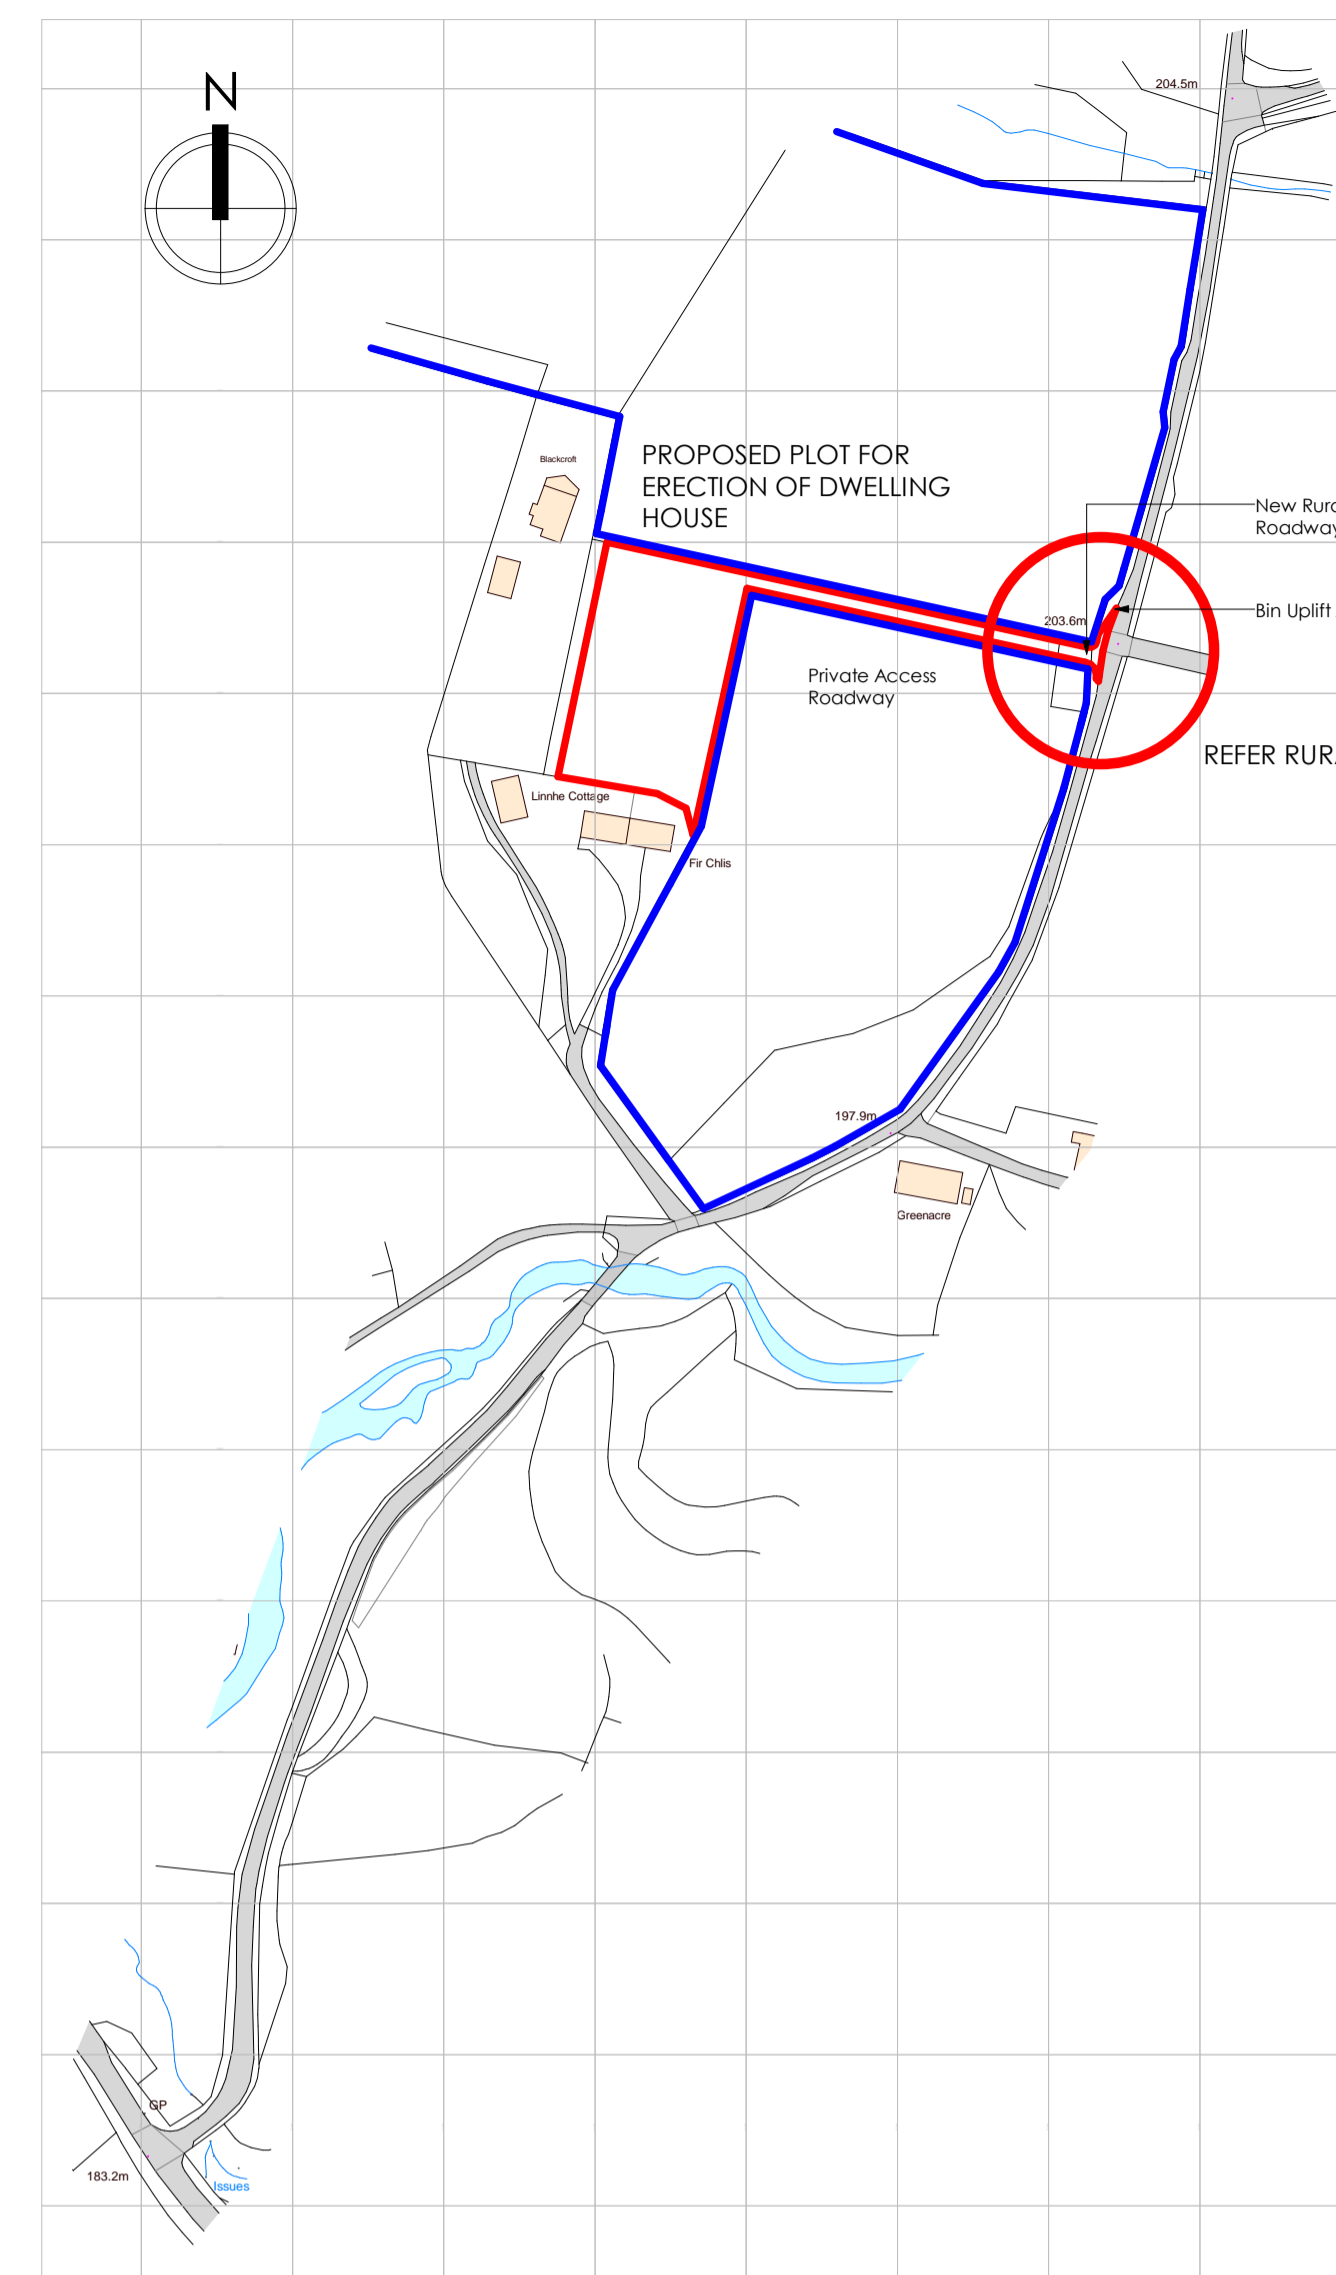 N
204.5m
Blackcroft
PROPOSED PLOT FOR
ERECTION OF DWELLING
HOUSE
New Rura
Roadway
Bin Uplift
203.6m
Private Access
Roadway
REFER RURA
Linnhe Cottage
Fir Chlis
197.9m
Greenacre
GP
183.2m
Issues